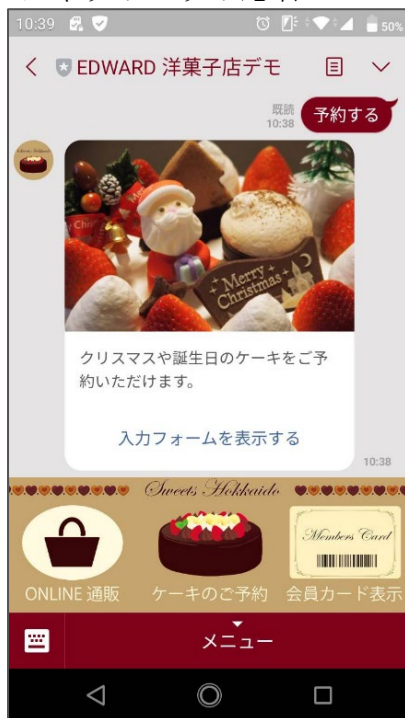 10:39
50%
EDWARD 洋菓子店デモ
既読
10:38
予約する
Merry
Christmas
クリスマスや誕生日のケーキをご予
約いただけます。
入力フォームを表示する
10:38
Sweets Hokkaido
Members Card
ONLINE 通販
ケーキのご予約
会員カード表示
メニュー